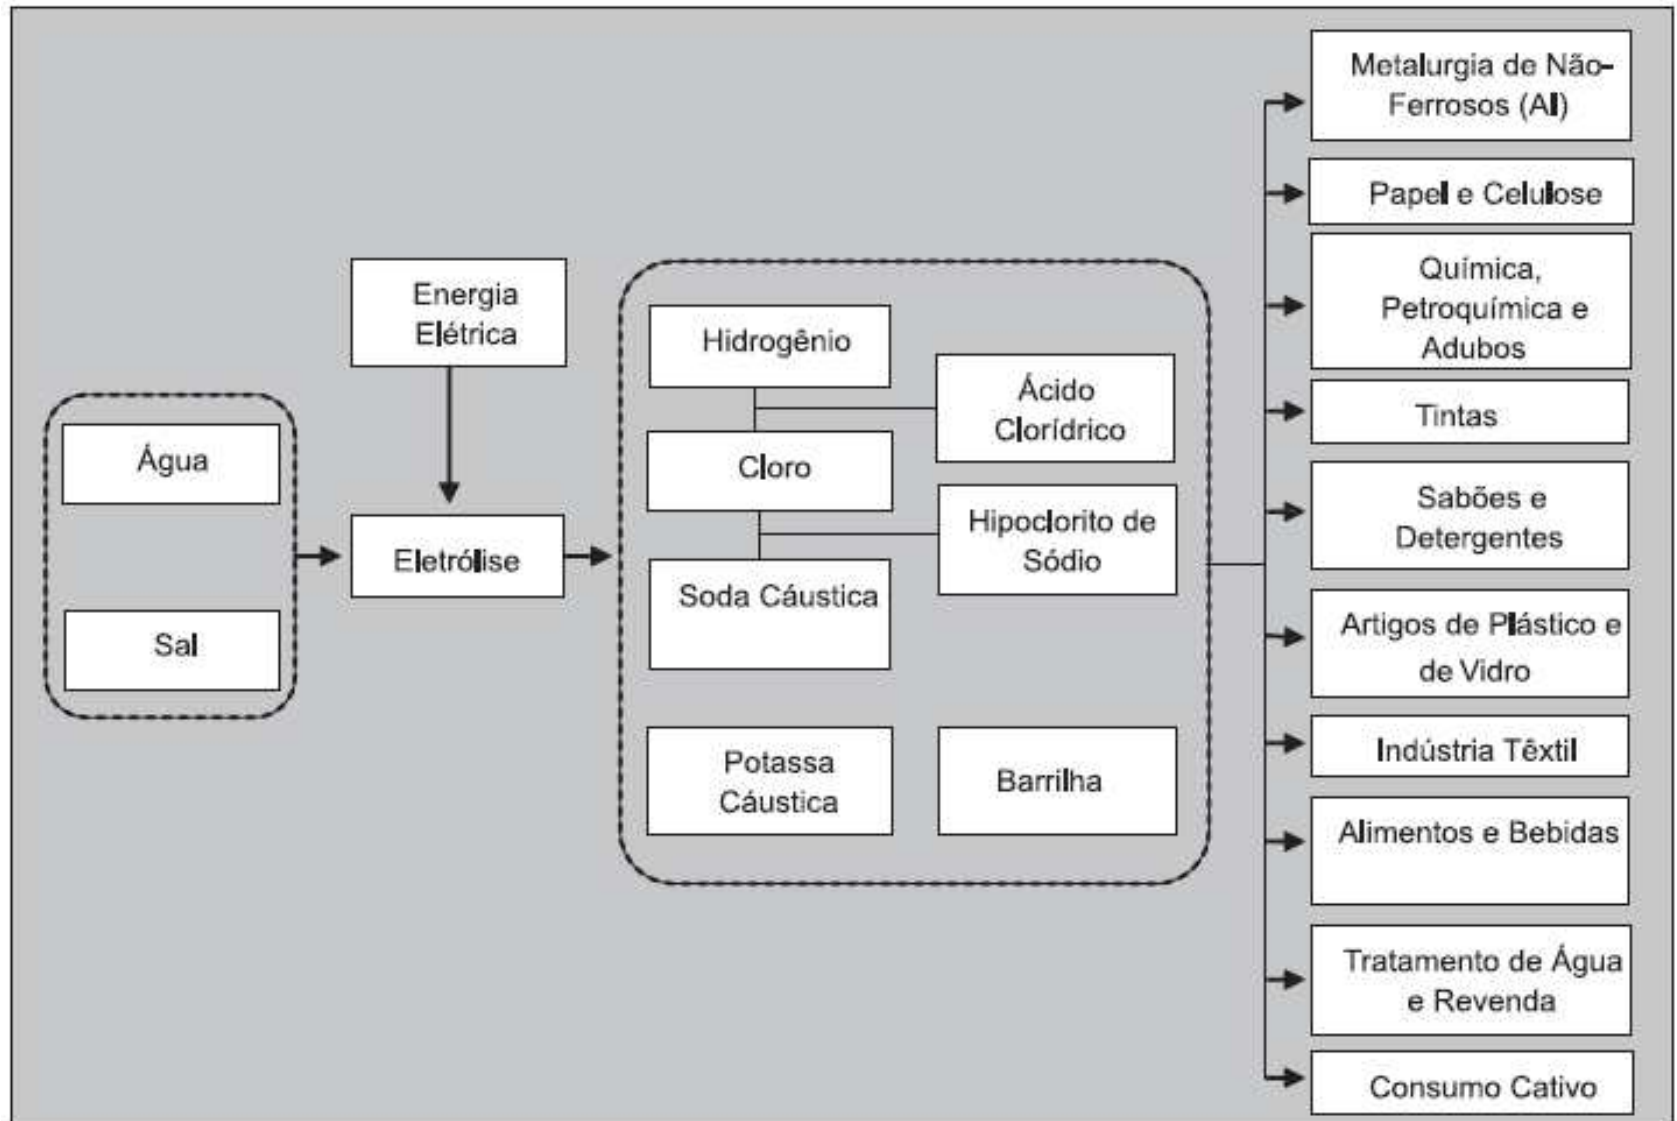 Água
Sal
Energia
Elétrica
Eletrólise
Hidrogênio
Cloro
Soda Cáustica
Potassa
Cáustica
Ácido
Clorídrico
Hipoclorito de
Sódio
Barrilha
Metalurgia de Não-
Ferrosos (Al)
Papel e Celulose
Química,
Petroquímica e
Adubos
Tintas
Sabões e
Detergentes
Artigos de Plástico e
de Vidro
Indústria Têxtil
Alimentos e Bebidas
Tratamento de Água
e Revenda
Consumo Cativo